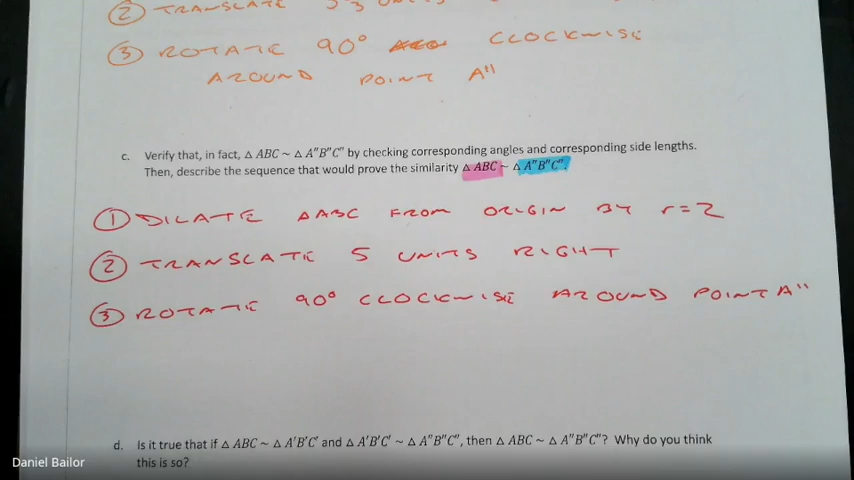 ② TRANSLATE
③ ROTATE 90° CLOCKWISE
AROUND POINT A"
c. Verify that, in fact, △ ABC ~ △ A"B"C" by checking corresponding angles and corresponding side lengths.
Then, describe the sequence that would prove the similarity △ ABC ~ △ A"B"C".
① DILATE △ABC FROM ORIGIN BY r=2
② TRANSLATE 5 UNITS RIGHT
③ ROTATE 90° CLOCKWISE AROUND POINT A"
d. Is it true that if △ ABC ~ △ A'B'C' and △ A'B'C' ~ △ A"B"C", then △ ABC ~ △ A"B"C"? Why do you think
this is so?
Daniel Bailor